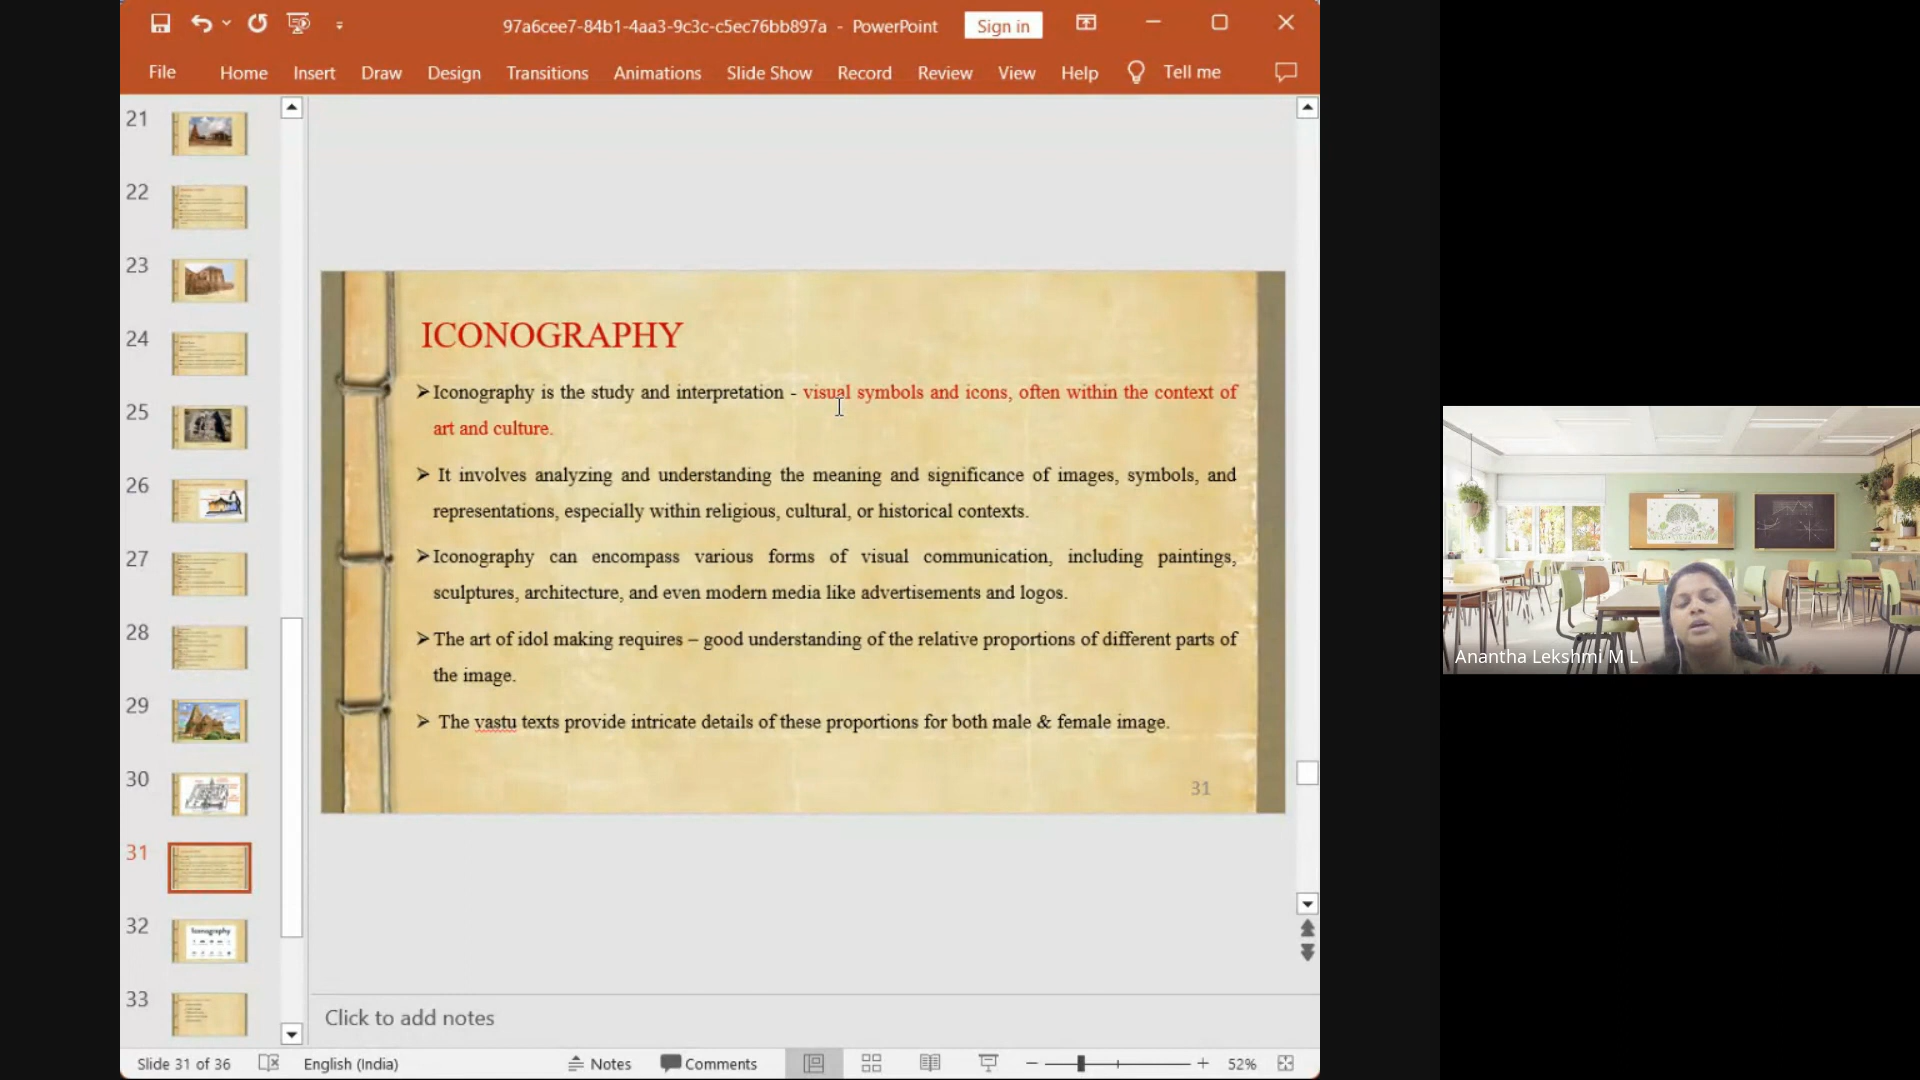 97a6cee7-84b1-4aa3-9c3c-c5ec76bb897a - PowerPoint
Sign in
File Home Insert Draw Design Transitions Animations Slide Show Record Review View Help Tell me
21
22
23
24
25
26
27
28
29
30
31
32
Iconography
33
ICONOGRAPHY
➤Iconography is the study and interpretation - visual symbols and icons, often within the context of
art and culture.
➤ It involves analyzing and understanding the meaning and significance of images, symbols, and
representations, especially within religious, cultural, or historical contexts.
➤Iconography can encompass various forms of visual communication, including paintings,
sculptures, architecture, and even modern media like advertisements and logos.
➤The art of idol making requires – good understanding of the relative proportions of different parts of
the image.
➤ The vastu texts provide intricate details of these proportions for both male & female image.
31
Click to add notes
Slide 31 of 36 English (India) Notes Comments 52%
Anantha Lekshmi M L